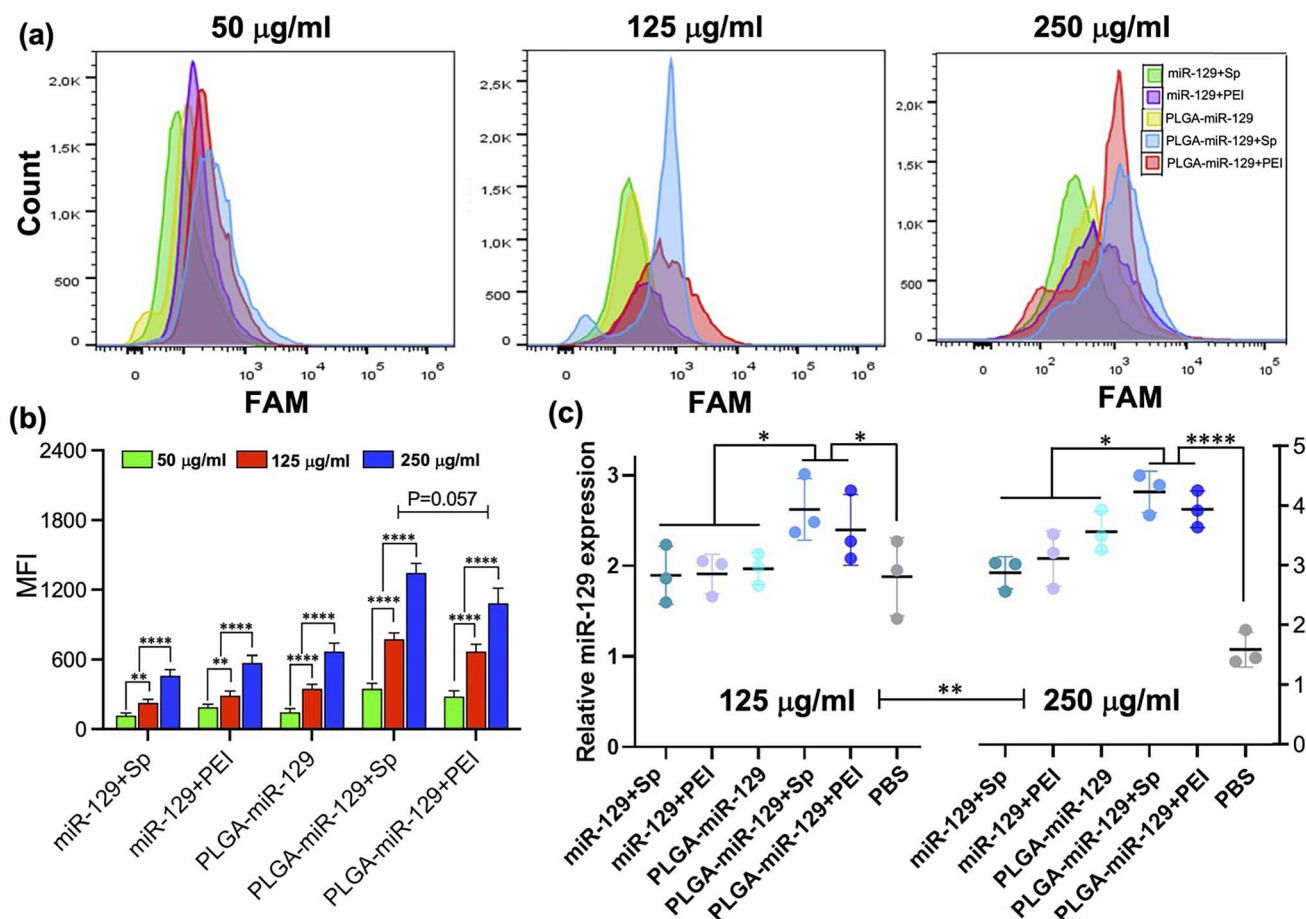 (a)
50 μg/ml
125 μg/ml
250 μg/ml
Count
2,0K
1,5K
1,0K
500
0
0
10³
10⁴
10⁵
10⁶
FAM
2,5K
2,0K
1,5K
1,0K
500
0
0
10³
10⁴
10⁵
10⁶
FAM
2,0K
1,5K
1,0K
500
0
0
10²
10³
10⁴
10⁵
FAM
miR-129+Sp
miR-129+PEI
PLGA-miR-129
PLGA-miR-129+Sp
PLGA-miR-129+PEI
(b)
MFI
2400
1800
1200
600
0
50 μg/ml
125 μg/ml
250 μg/ml
P=0.057
**
****
**
****
****
****
****
****
****
****
miR-129+Sp
miR-129+PEI
PLGA-miR-129
PLGA-miR-129+Sp
PLGA-miR-129+PEI
(c)
Relative miR-129 expression
3
2
1
0
*
*
125 μg/ml
**
250 μg/ml
*
****
5
4
3
2
1
0
miR-129+Sp
miR-129+PEI
PLGA-miR-129
PLGA-miR-129+Sp
PLGA-miR-129+PEI
PBS
miR-129+Sp
miR-129+PEI
PLGA-miR-129
PLGA-miR-129+Sp
PLGA-miR-129+PEI
PBS